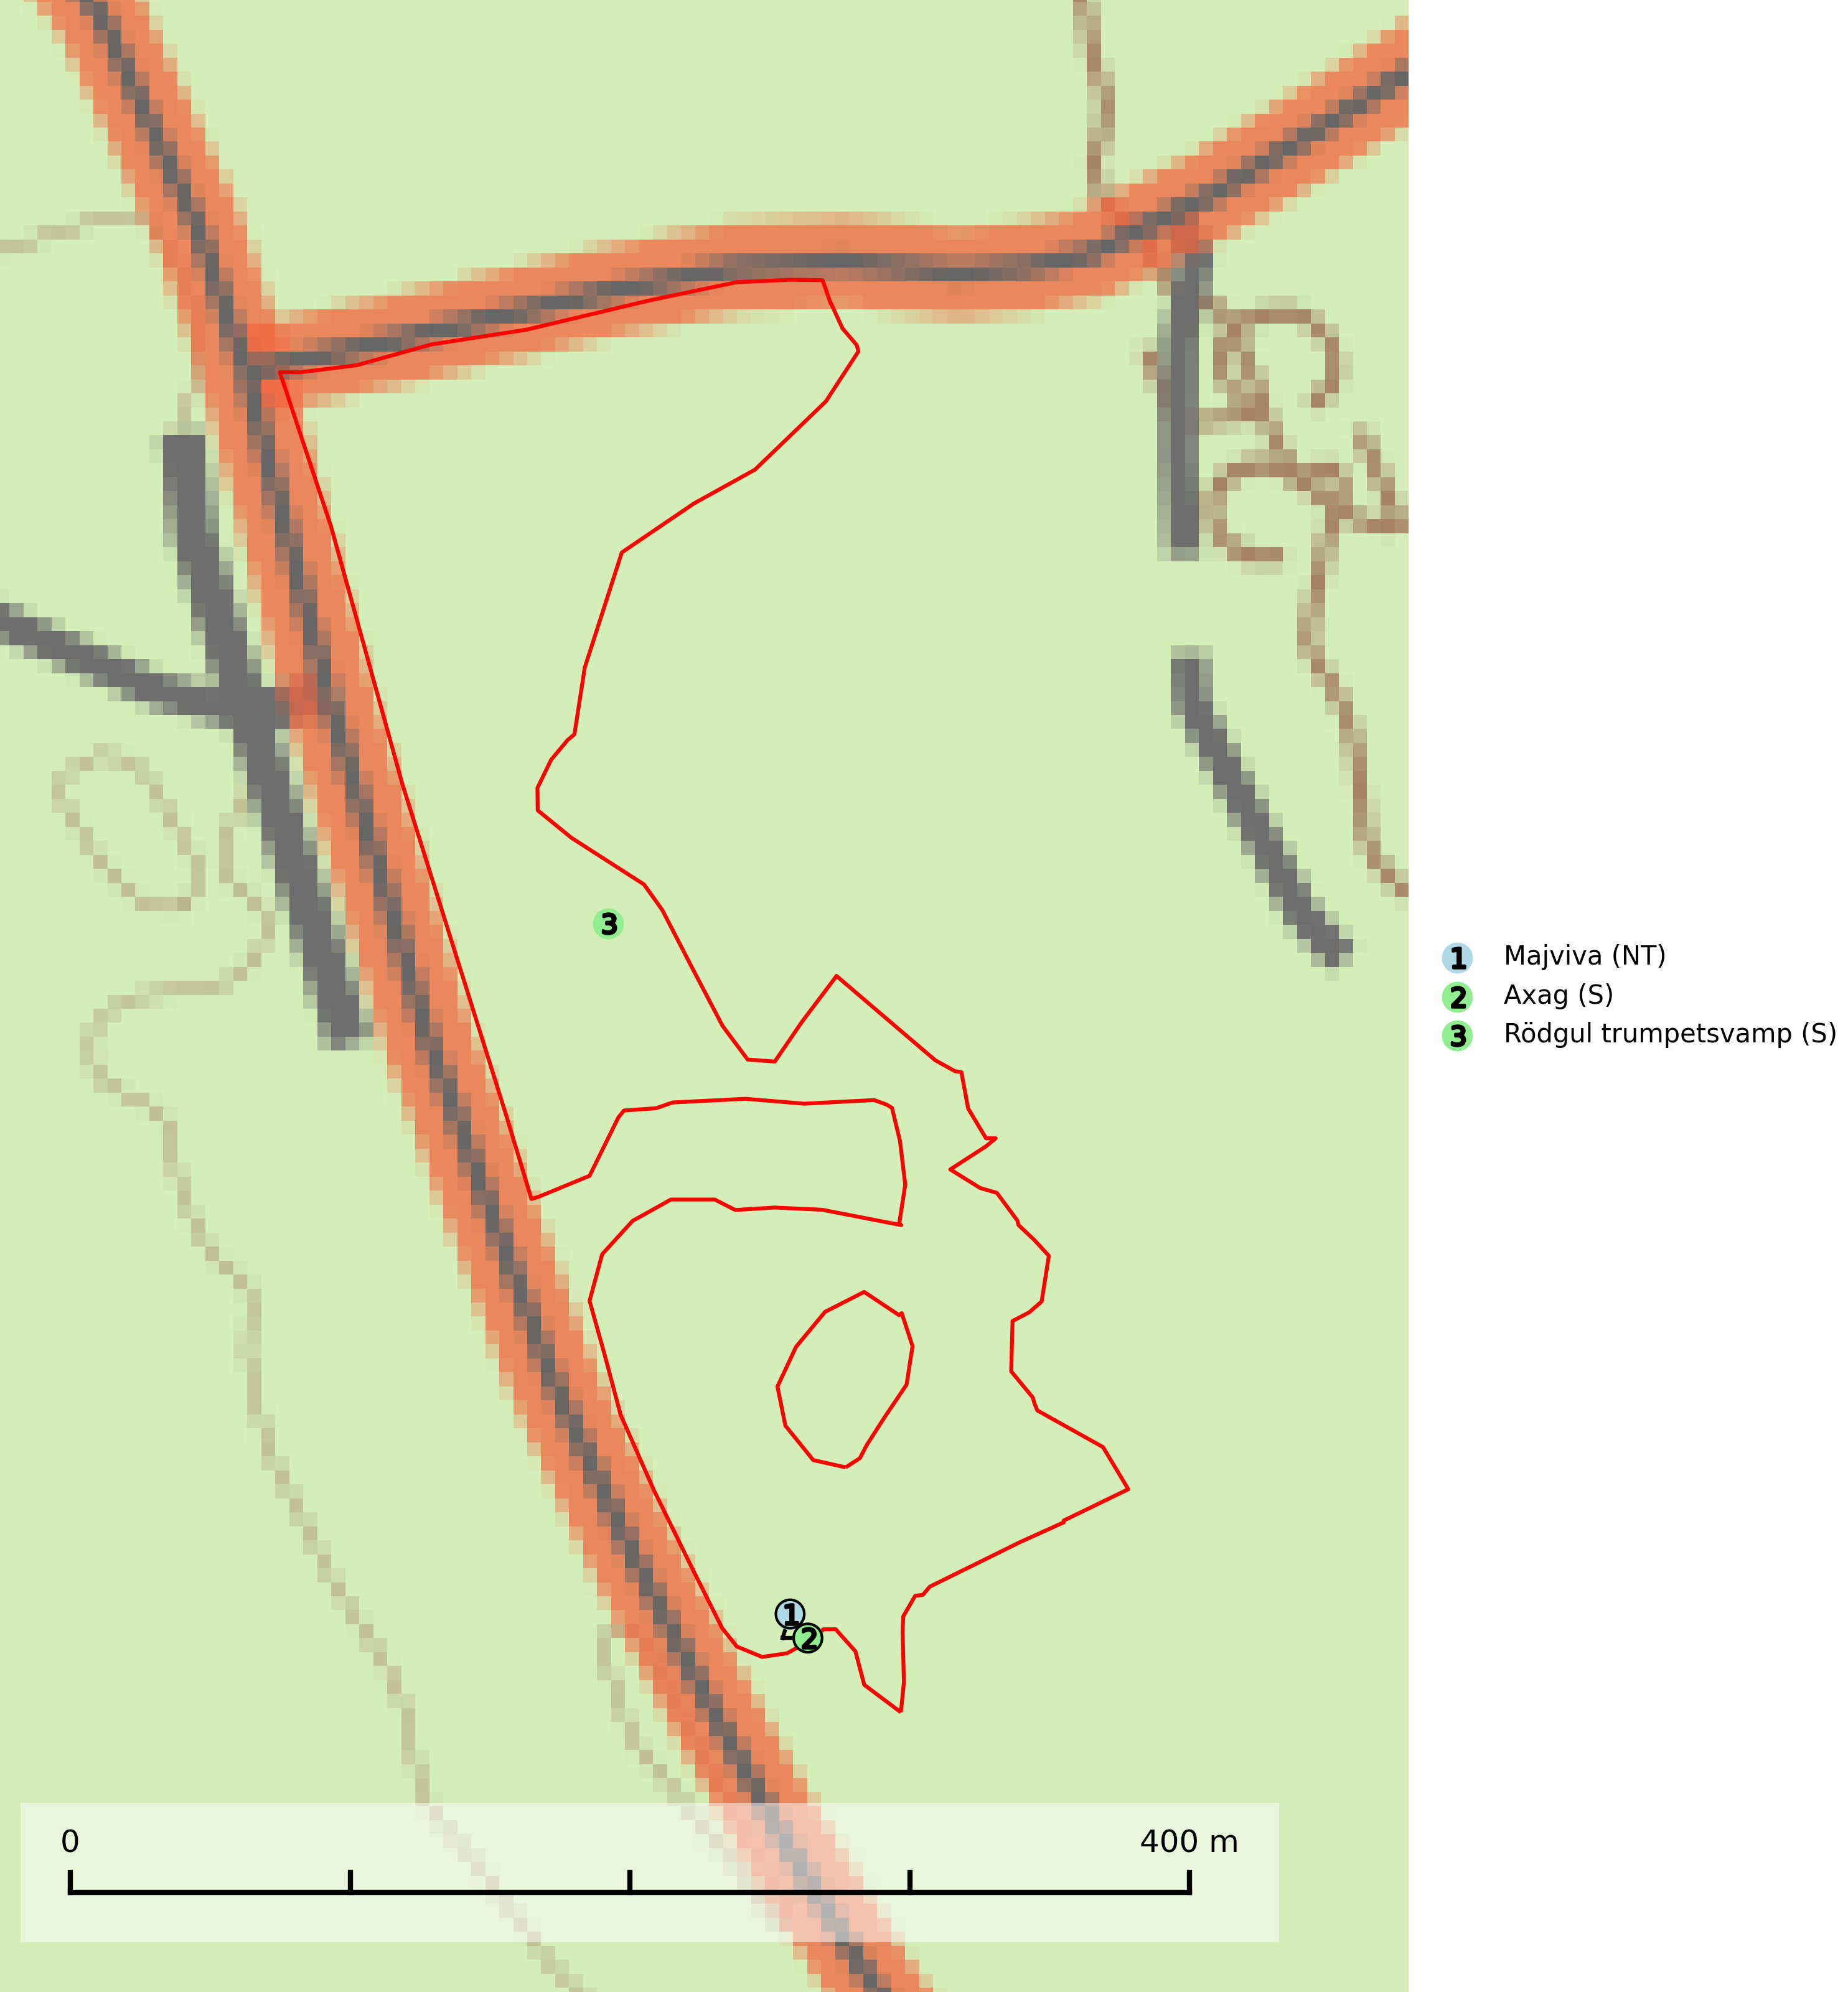 3
1
2
0
400 m
1 Majviva (NT)
2 Axag (S)
3 Rödgul trumpetsvamp (S)